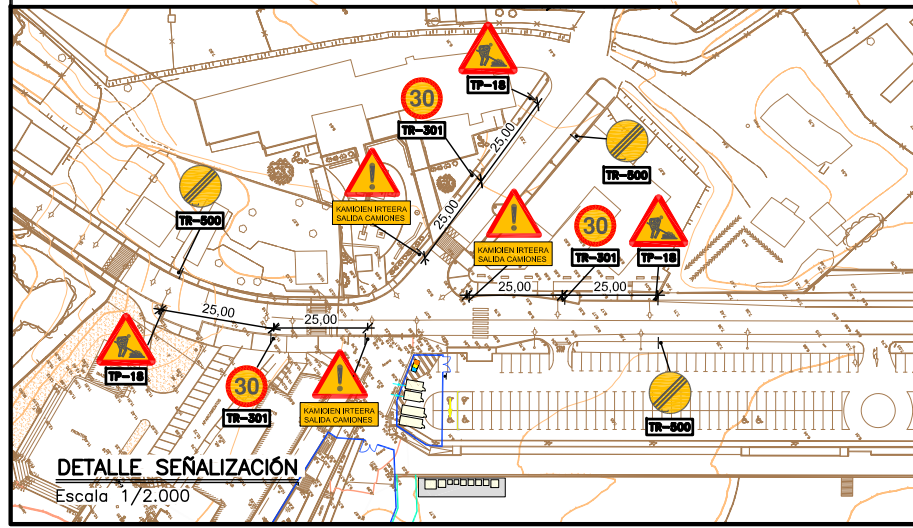 TP-18
30
TR-301
25,00
TR-500
TR-500
KAMIOIEN IRTEERA
SALIDA CAMIONES
25,00
KAMIOIEN IRTEERA
SALIDA CAMIONES
30
TR-301
TP-18
25,00
25,00
25,00
25,00
TP-18
30
TR-301
KAMIOIEN IRTEERA
SALIDA CAMIONES
TR-500
DETALLE SEÑALIZACIÓN
Escala 1/2.000